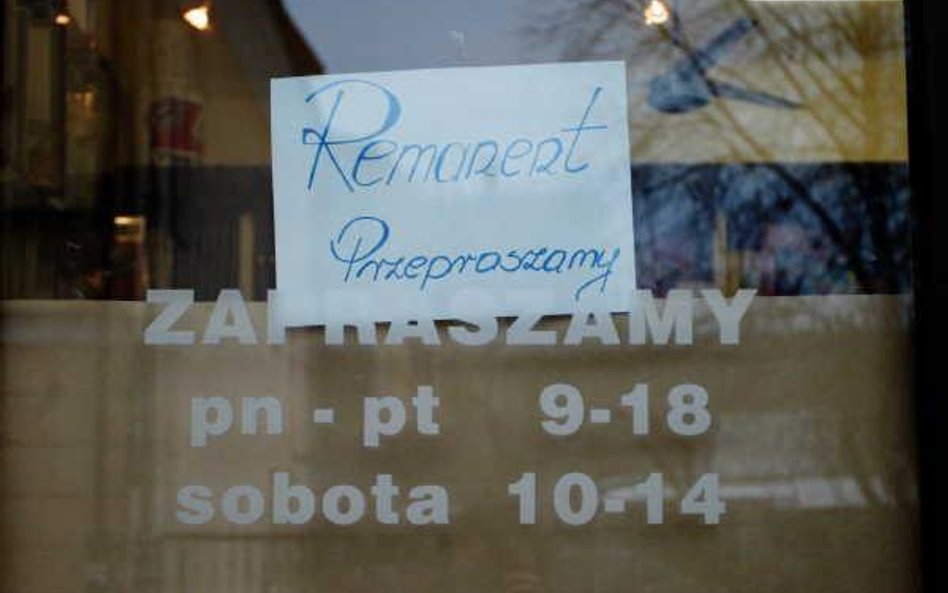 Remanent
Przepraszamy
ZAPRASZAMY
pn - pt 9-18
sobota 10-14